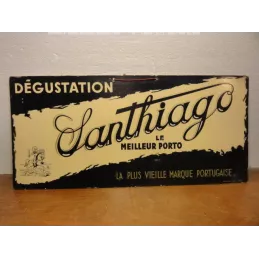 DÉGUSTATION
Santhiago
LE
MEILLEUR PORTO
LA PLUS VIEILLE MARQUE PORTUGAISE